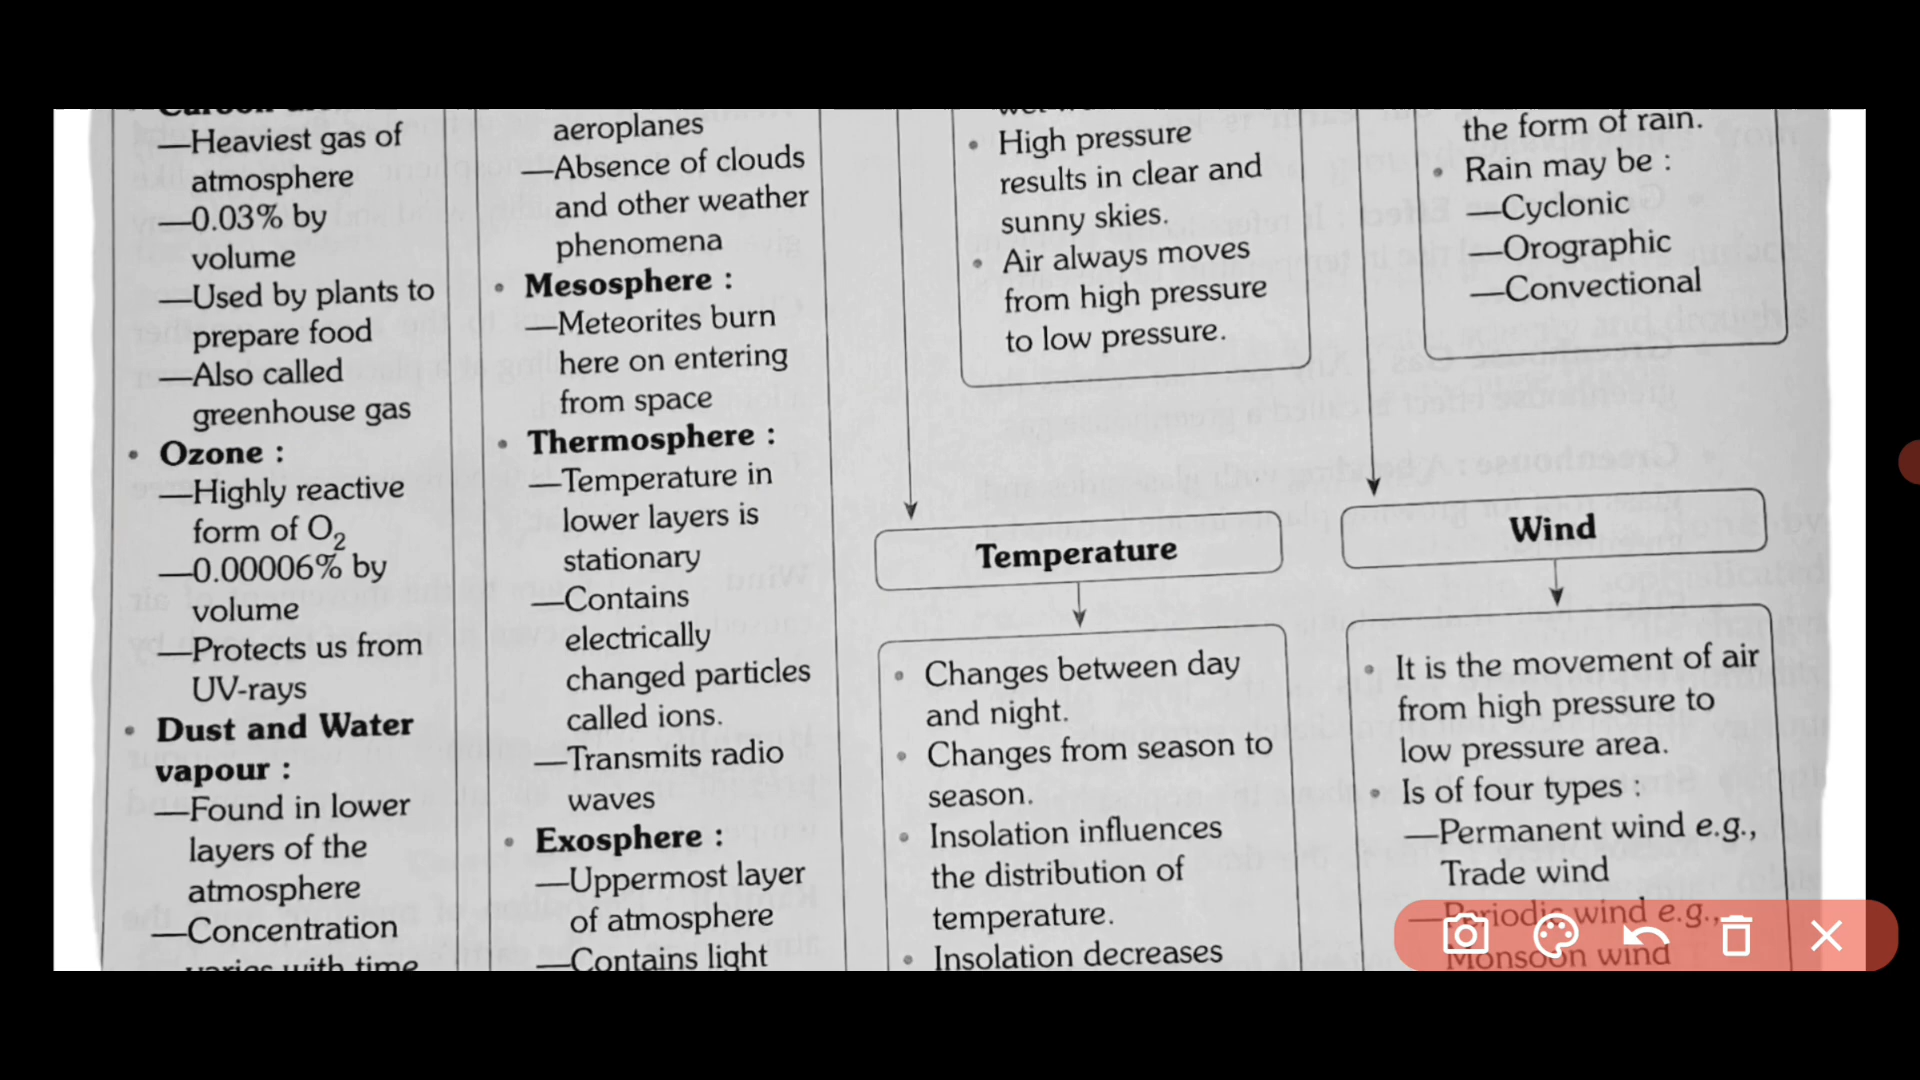 —Heaviest gas of
atmosphere
—0.03% by
volume
—Used by plants to
prepare food
—Also called
greenhouse gas
• Ozone :
—Highly reactive
form of O₂
—0.00006% by
volume
—Protects us from
UV-rays
• Dust and Water
vapour :
—Found in lower
layers of the
atmosphere
—Concentration
varies with time
aeroplanes
—Absence of clouds
and other weather
phenomena
• Mesosphere :
—Meteorites burn
here on entering
from space
• Thermosphere :
—Temperature in
lower layers is
stationary
—Contains
electrically
changed particles
called ions.
—Transmits radio
waves
• Exosphere :
—Uppermost layer
of atmosphere
—Contains light
• High pressure
results in clear and
sunny skies.
• Air always moves
from high pressure
to low pressure.
the form of rain.
• Rain may be :
—Cyclonic
—Orographic
—Convectional
Temperature
• Changes between day
and night.
• Changes from season to
season.
• Insolation influences
the distribution of
temperature.
• Insolation decreases
Wind
• It is the movement of air
from high pressure to
low pressure area.
• Is of four types :
—Permanent wind e.g.,
Trade wind
—Periodic wind e.g.,
Monsoon wind